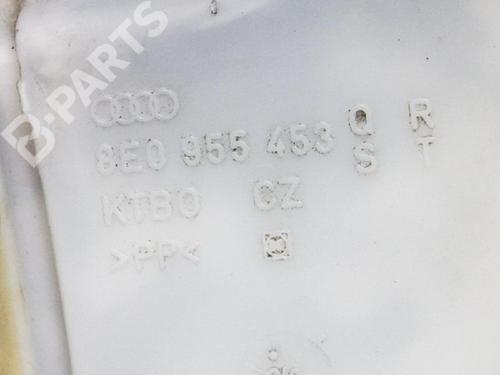 B-PARTS
8E0 955 453 Q R
S T
KTBO CZ
>PP<